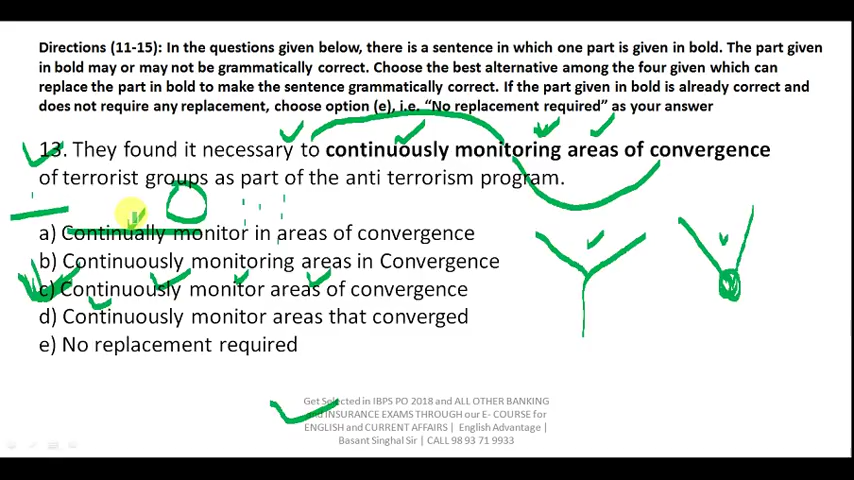 Directions (11-15): In the questions given below, there is a sentence in which one part is given in bold. The part given
in bold may or may not be grammatically correct. Choose the best alternative among the four given which can
replace the part in bold to make the sentence grammatically correct. If the part given in bold is already correct and
does not require any replacement, choose option (e), i.e. “No replacement required” as your answer
13. They found it necessary to continuously monitoring areas of convergence
of terrorist groups as part of the anti terrorism program.
a) Continually monitor in areas of convergence
b) Continuously monitoring areas in Convergence
c) Continuously monitor areas of convergence
d) Continuously monitor areas that converged
e) No replacement required
Get Selected in IBPS PO 2018 and ALL OTHER BANKING
and INSURANCE EXAMS THROUGH our E- COURSE for
ENGLISH and CURRENT AFFAIRS | English Advantage |
Basant Singhal Sir | CALL 98 93 71 9933